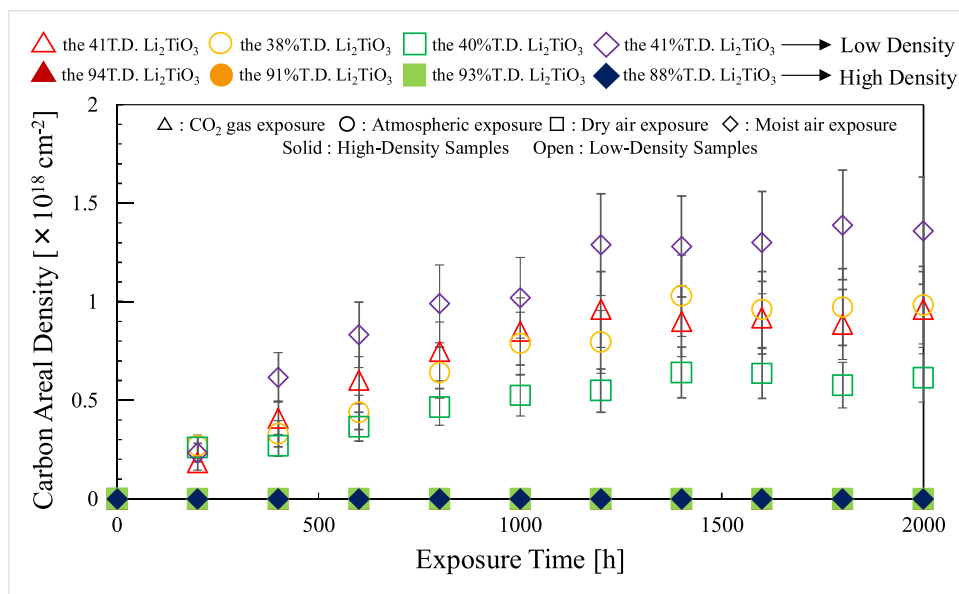 the 41T.D. Li₂TiO₃ the 38%T.D. Li₂TiO₃ the 40%T.D. Li₂TiO₃ the 41%T.D. Li₂TiO₃ Low Density
the 94T.D. Li₂TiO₃ the 91%T.D. Li₂TiO₃ the 93%T.D. Li₂TiO₃ the 88%T.D. Li₂TiO₃ High Density
: CO₂ gas exposure : Atmospheric exposure : Dry air exposure : Moist air exposure
Solid : High-Density Samples Open : Low-Density Samples
Carbon Areal Density [ × 10¹⁸ cm⁻²]
2
1.5
1
0.5
0
0 500 1000 1500 2000
Exposure Time [h]